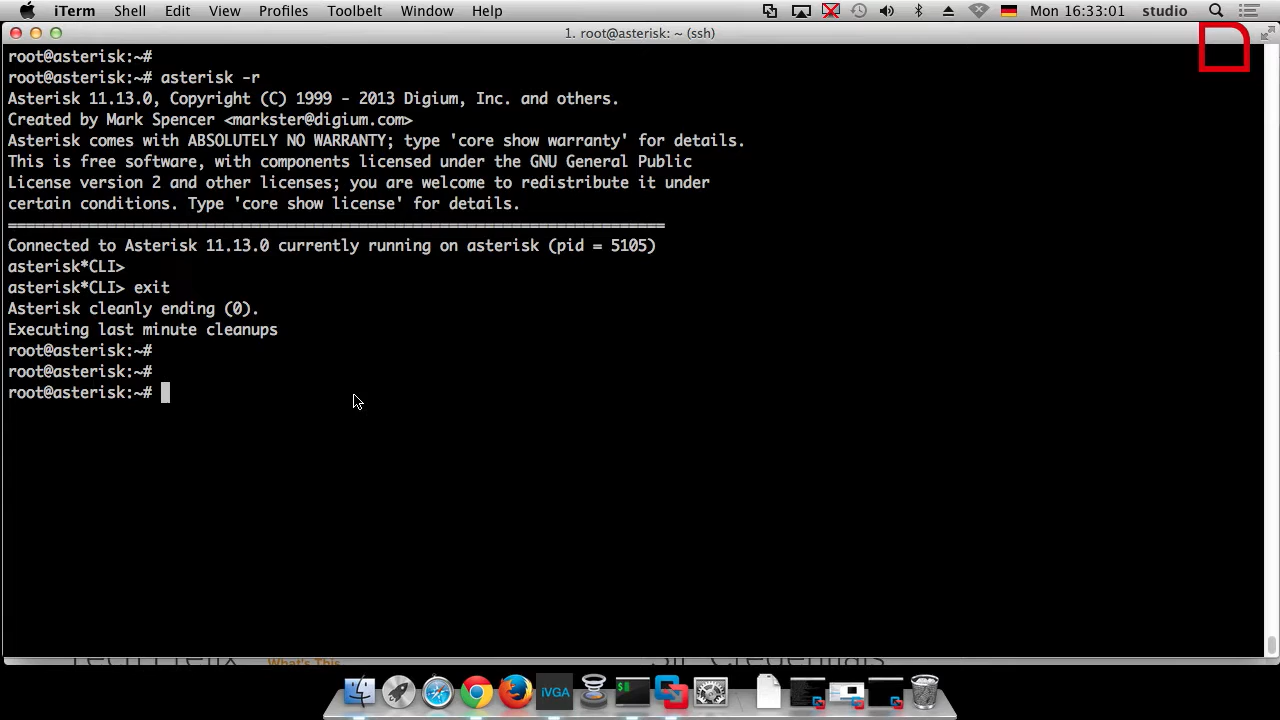 iTerm Shell Edit View Profiles Toolbelt Window Help Mon 16:33:01 studio
1. root@asterisk: ~ (ssh)
root@asterisk:~#
root@asterisk:~# asterisk -r
Asterisk 11.13.0, Copyright (C) 1999 - 2013 Digium, Inc. and others.
Created by Mark Spencer <markster@digium.com>
Asterisk comes with ABSOLUTELY NO WARRANTY; type 'core show warranty' for details.
This is free software, with components licensed under the GNU General Public
License version 2 and other licenses; you are welcome to redistribute it under
certain conditions. Type 'core show license' for details.
=========================================================================
Connected to Asterisk 11.13.0 currently running on asterisk (pid = 5105)
asterisk*CLI>
asterisk*CLI> exit
Asterisk cleanly ending (0).
Executing last minute cleanups
root@asterisk:~#
root@asterisk:~#
root@asterisk:~#
What's This
iVGA